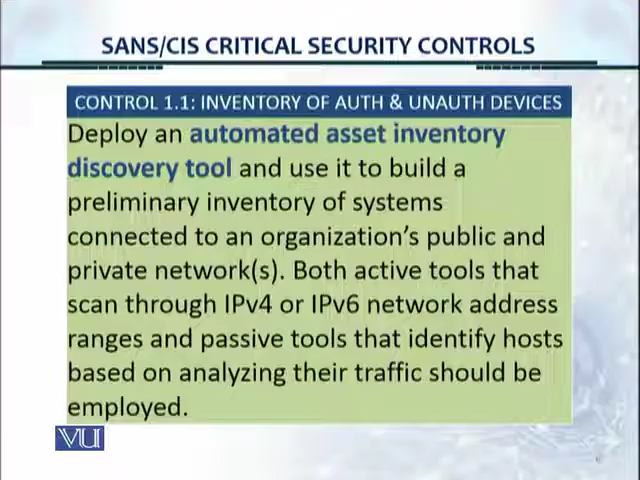 SANS/CIS CRITICAL SECURITY CONTROLS
CONTROL 1.1: INVENTORY OF AUTH & UNAUTH DEVICES
Deploy an automated asset inventory
discovery tool and use it to build a
preliminary inventory of systems
connected to an organization’s public and
private network(s). Both active tools that
scan through IPv4 or IPv6 network address
ranges and passive tools that identify hosts
based on analyzing their traffic should be
employed.
VU